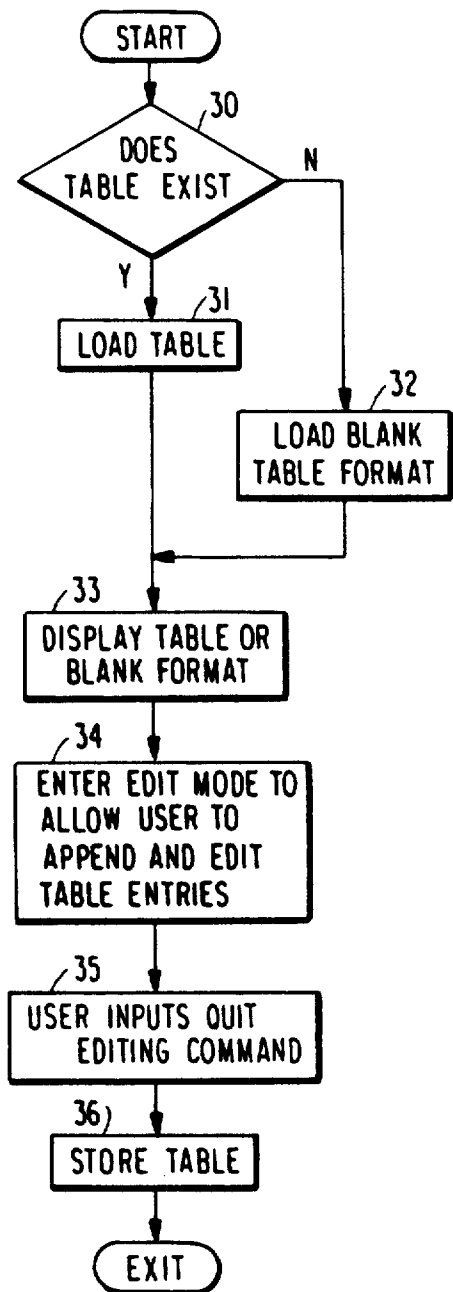 START
30
DOES
TABLE EXIST
N
Y
31
LOAD TABLE
32
LOAD BLANK
TABLE FORMAT
33
DISPLAY TABLE OR
BLANK FORMAT
34
ENTER EDIT MODE TO
ALLOW USER TO
APPEND AND EDIT
TABLE ENTRIES
35
USER INPUTS QUIT
EDITING COMMAND
36
STORE TABLE
EXIT